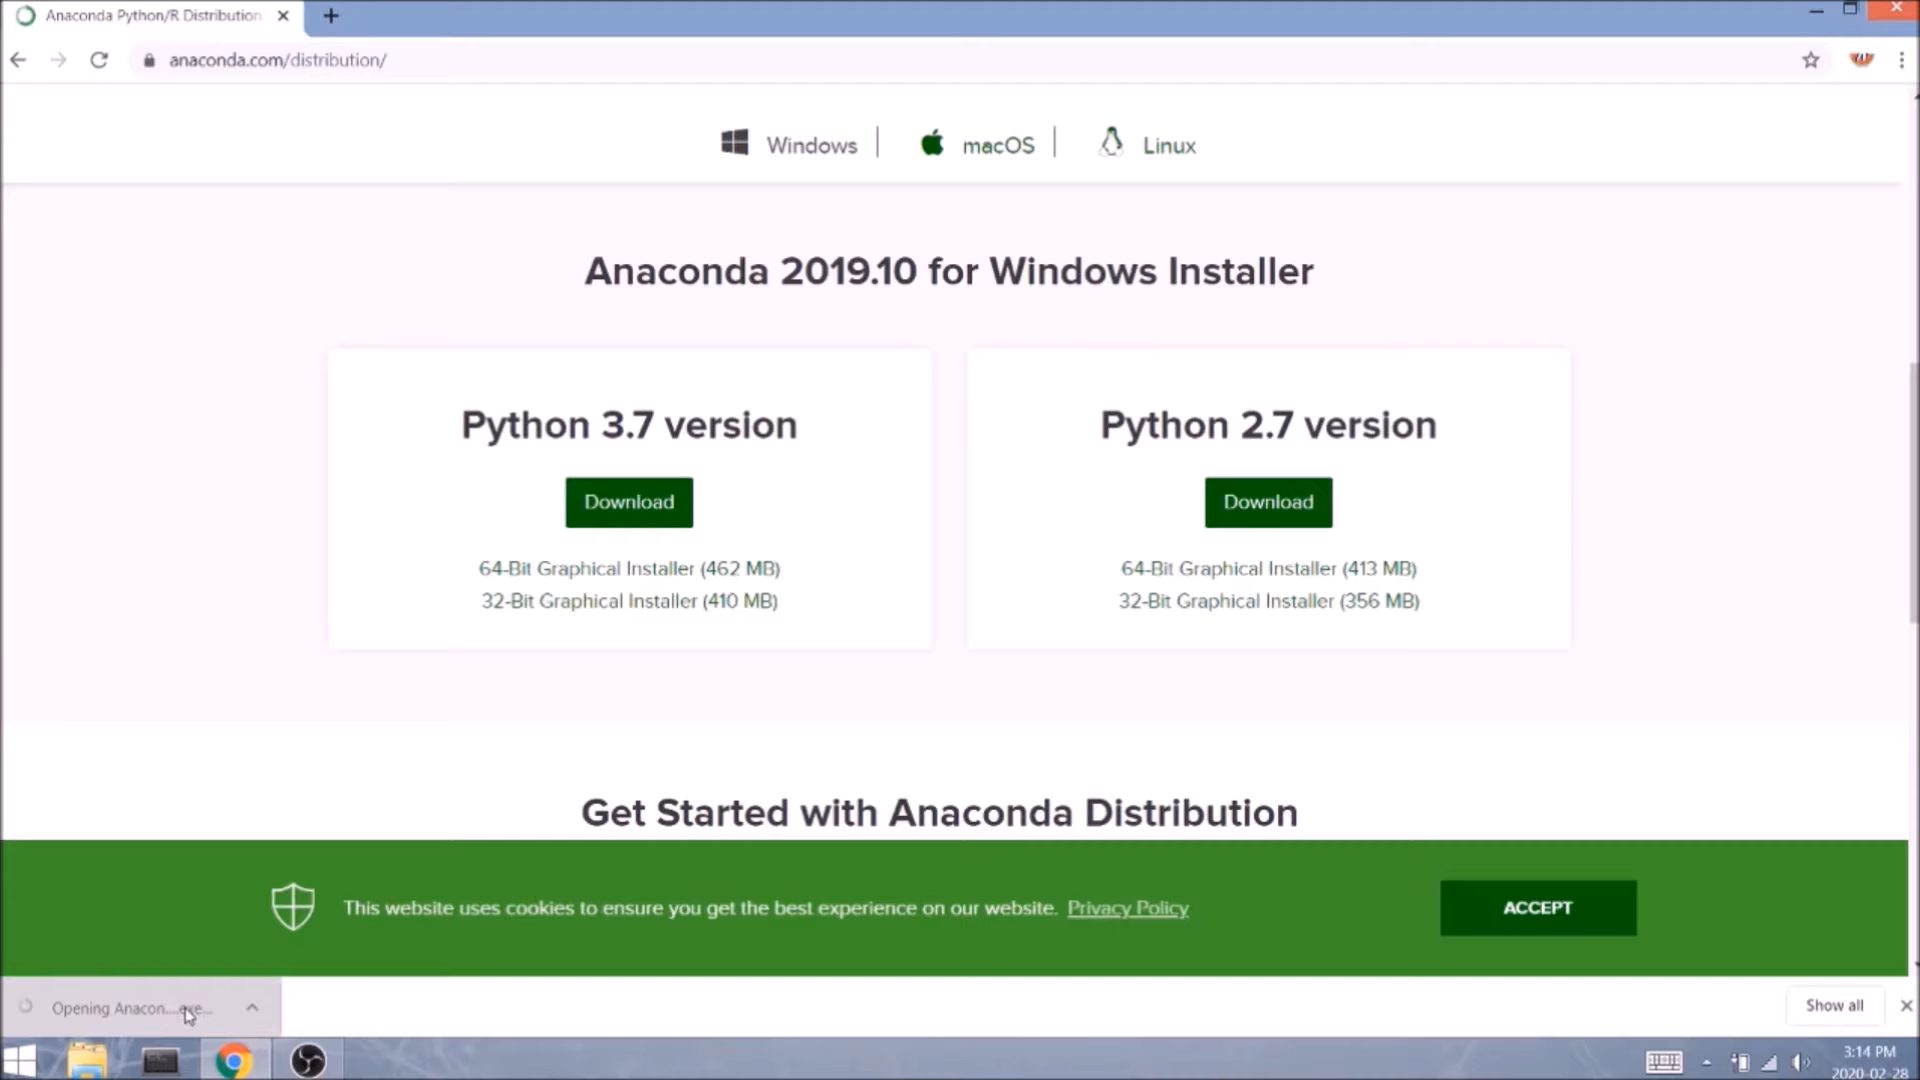 Anaconda Python/R Distribution
anaconda.com/distribution/
Windows
macOS
Linux
Anaconda 2019.10 for Windows Installer
Python 3.7 version
Python 2.7 version
Download
Download
64-Bit Graphical Installer (462 MB)
32-Bit Graphical Installer (410 MB)
64-Bit Graphical Installer (413 MB)
32-Bit Graphical Installer (356 MB)
Get Started with Anaconda Distribution
This website uses cookies to ensure you get the best experience on our website. Privacy Policy
ACCEPT
Opening Anacon....exe...
Show all
3:14 PM
2020-02-28